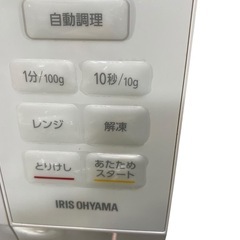 自動調理
1分/100g 10秒/10g
レンジ 解凍
とりけし あたため
スタート
IRIS OHYAMA